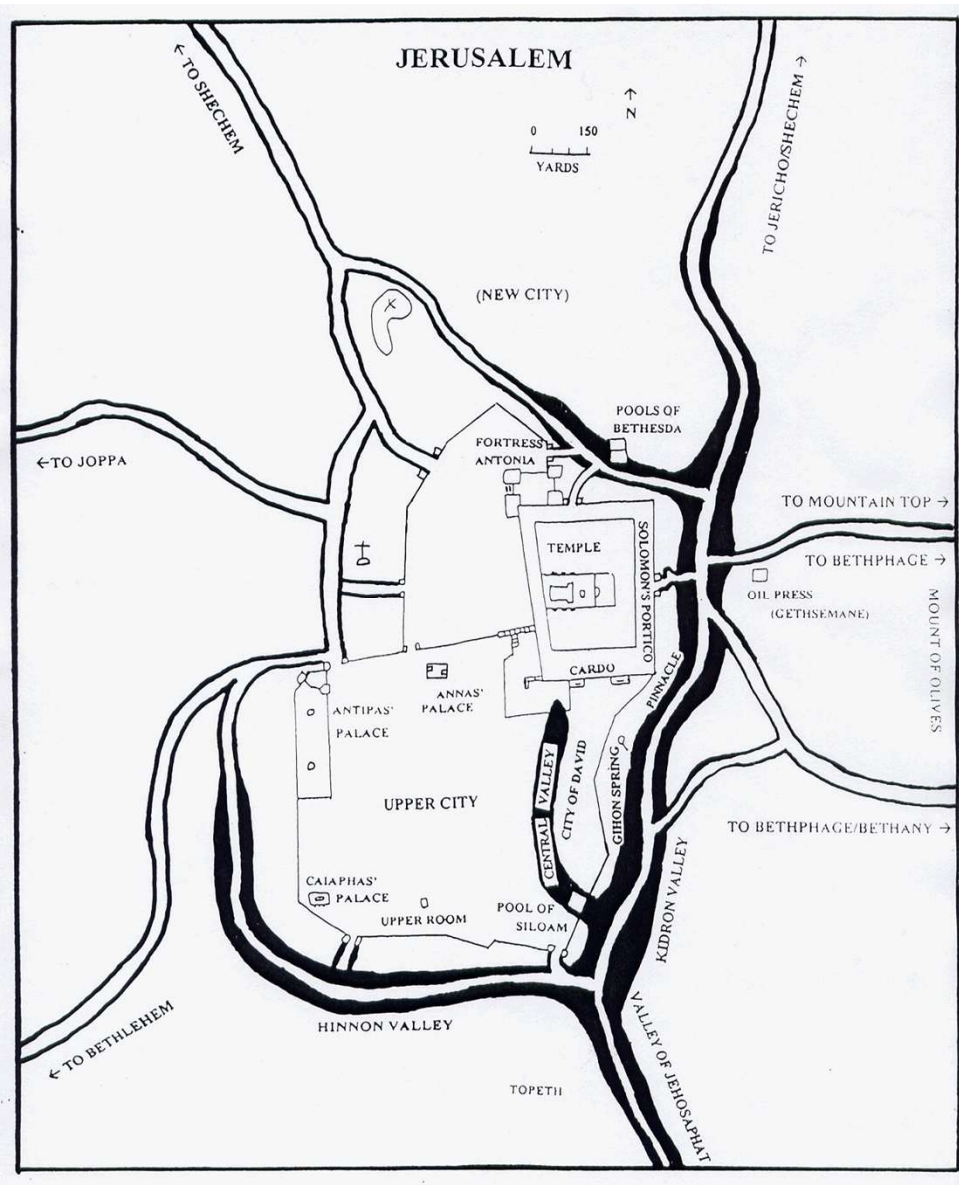 JERUSALEM
← TO SHECHEM
↑
N
0 150
YARDS
TO JERICHO/SHECHEM →
(NEW CITY)
X
POOLS OF
BETHESDA
FORTRESS
ANTONIA
←TO JOPPA
TO MOUNTAIN TOP →
TEMPLE
SOLOMON'S PORTICO
TO BETHPHAGE →
OIL PRESS
(GETHSEMANE)
MOUNT OF OLIVES
CARDO
PINNACLE
ANNAS'
PALACE
ANTIPAS'
PALACE
CENTRAL VALLEY
CITY OF DAVID
GIHON SPRING
UPPER CITY
TO BETHPHAGE/BETHANY →
CAIAPHAS'
PALACE
UPPER ROOM
POOL OF
SILOAM
KIDRON VALLEY
HINNON VALLEY
← TO BETHLEHEM
VALLEY OF JEHOSAPHAT
TOPETH